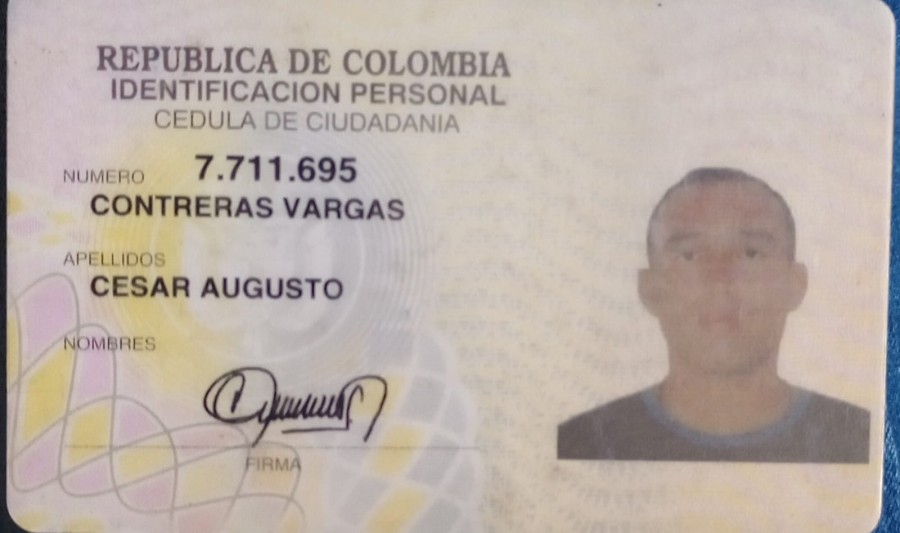 REPUBLICA DE COLOMBIA
IDENTIFICACION PERSONAL
CEDULA DE CIUDADANIA
NUMERO 7.711.695
CONTRERAS VARGAS
APELLIDOS
CESAR AUGUSTO
NOMBRES
FIRMA